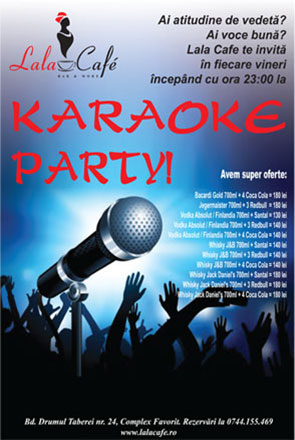 Lala Café
BAR & MORE
Ai atitudine de vedetă?
Ai voce bună?
Lala Cafe te invită
în fiecare vineri
începând cu ora 23:00 la
KARAOKE
PARTY!
Avem super oferte:
Bacardi Gold 700ml + 4 Coca Cola = 180 lei
Jegermaister 700ml + 3 Redbull = 180 lei
Vodka Absolut / Finlandia 700ml + Santal = 130 lei
Vodka Absolut / Finlandia 700ml + 3 Redbull = 140 lei
Vodka Absolut / Finlandia 700ml + 4 Coca Cola = 140 lei
Whisky J&B 700ml + Santal = 140 lei
Whisky J&B 700ml + 3 Redbull = 140 lei
Whisky J&B 700ml + 4 Coca Cola = 140 lei
Whisky Jack Daniel's 700ml + Santal = 180 lei
Whisky Jack Daniel's 700ml + 3 Redbull = 180 lei
Whisky Jack Daniel's 700ml + 4 Coca Cola = 180 lei
Bd. Drumul Taberei nr. 24, Complex Favorit. Rezervări la 0744.155.469
www.lalacafe.ro